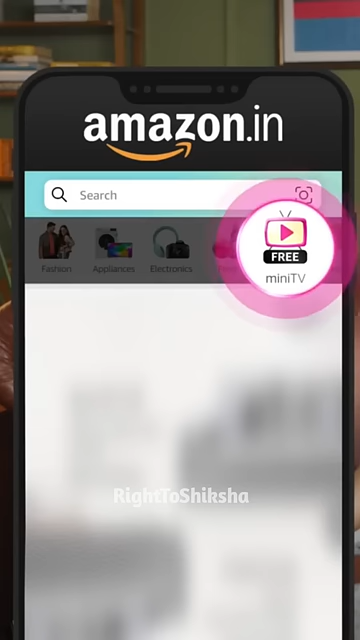 amazon.in
Search
Fashion
Appliances
Electronics
FREE
miniTV
RightToShiksha